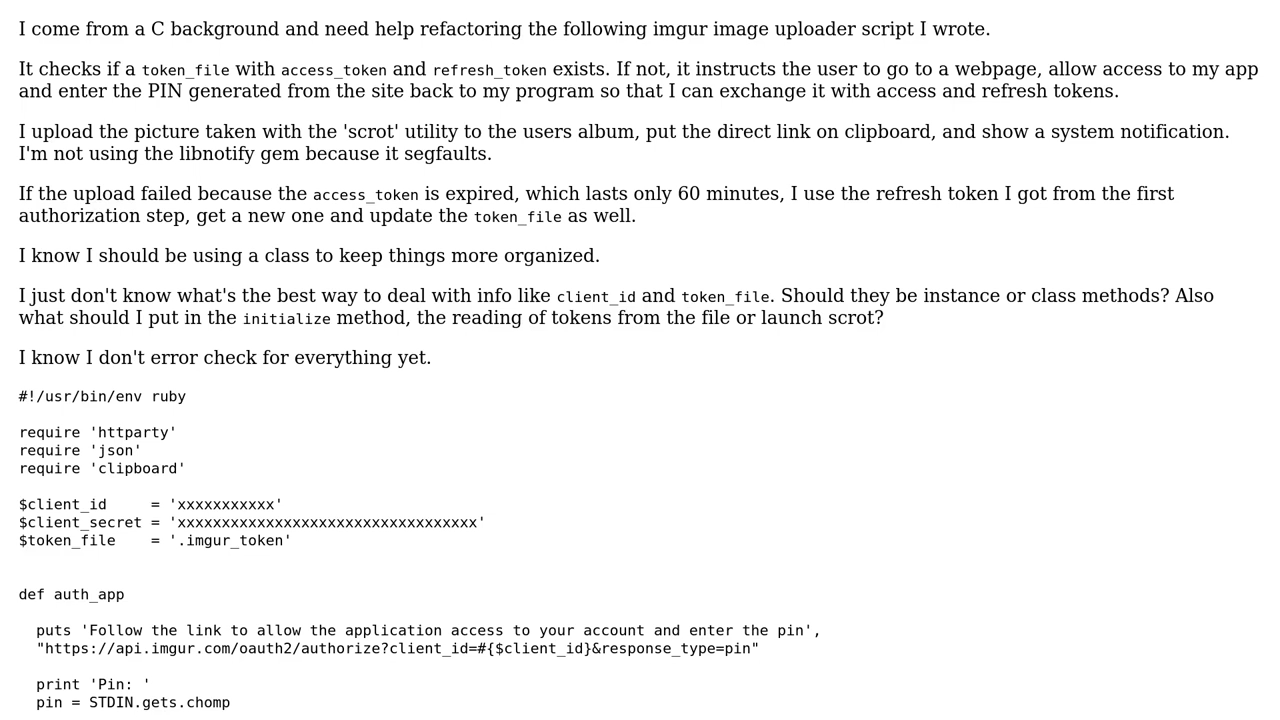 I come from a C background and need help refactoring the following imgur image uploader script I wrote.
It checks if a token_file with access_token and refresh_token exists. If not, it instructs the user to go to a webpage, allow access to my app
and enter the PIN generated from the site back to my program so that I can exchange it with access and refresh tokens.
I upload the picture taken with the 'scrot' utility to the users album, put the direct link on clipboard, and show a system notification.
I'm not using the libnotify gem because it segfaults.
If the upload failed because the access_token is expired, which lasts only 60 minutes, I use the refresh token I got from the first
authorization step, get a new one and update the token_file as well.
I know I should be using a class to keep things more organized.
I just don't know what's the best way to deal with info like client_id and token_file. Should they be instance or class methods? Also
what should I put in the initialize method, the reading of tokens from the file or launch scrot?
I know I don't error check for everything yet.
#!/usr/bin/env ruby
require 'httparty'
require 'json'
require 'clipboard'
$client_id     = 'xxxxxxxxxxx'
$client_secret = 'xxxxxxxxxxxxxxxxxxxxxxxxxxxxxxxxxx'
$token_file    = '.imgur_token'
def auth_app
  puts 'Follow the link to allow the application access to your account and enter the pin',
  "https://api.imgur.com/oauth2/authorize?client_id=#{$client_id}&response_type=pin"
  print 'Pin: '
  pin = STDIN.gets.chomp